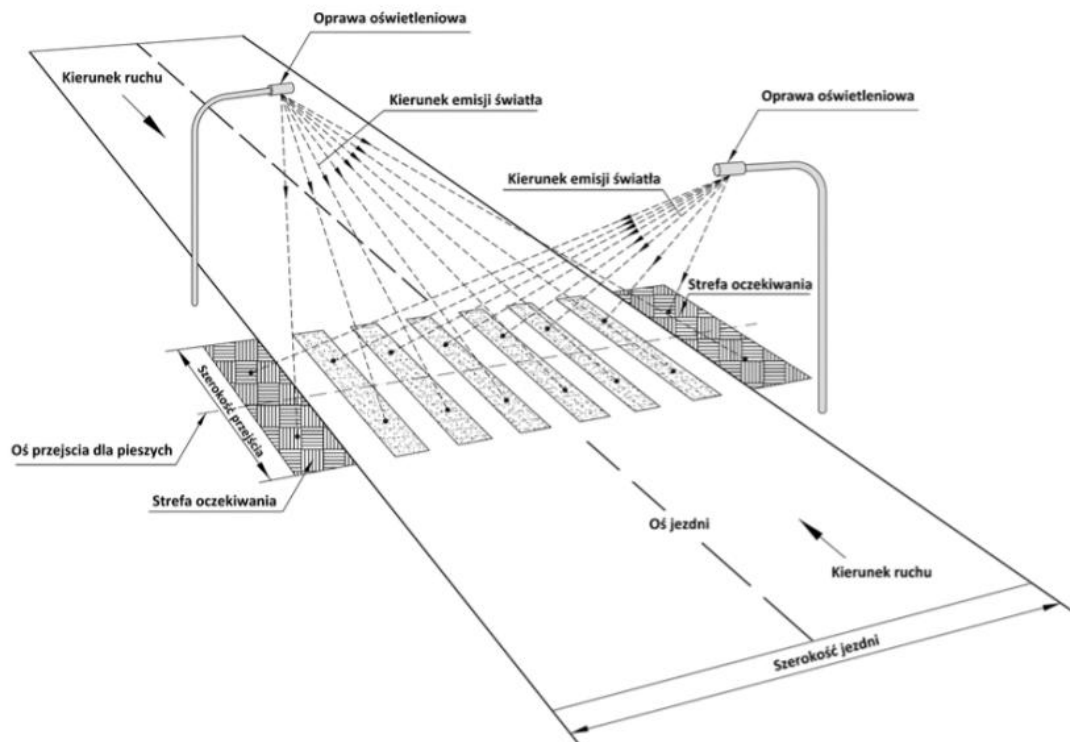 Oprawa oświetleniowa
Kierunek ruchu
Kierunek emisji światła
Oprawa oświetleniowa
Kierunek emisji światła
Strefa oczekiwania
Szerokość przejścia
Oś przejscia dla pieszych
Strefa oczekiwania
Oś jezdni
Kierunek ruchu
Szerokość jezdni